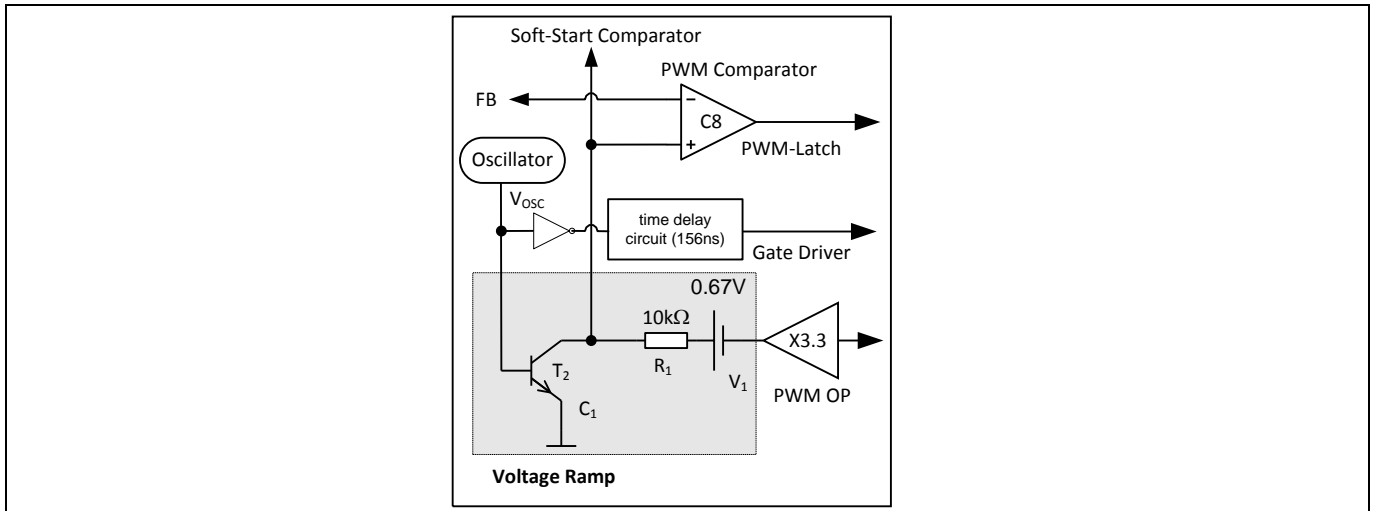 Soft-Start Comparator
PWM Comparator
FB
−
C8
+
PWM-Latch
Oscillator
VOSC
time delay
circuit (156ns)
Gate Driver
0.67V
10kΩ
X3.3
R1
V1
T2
PWM OP
C1
Voltage Ramp